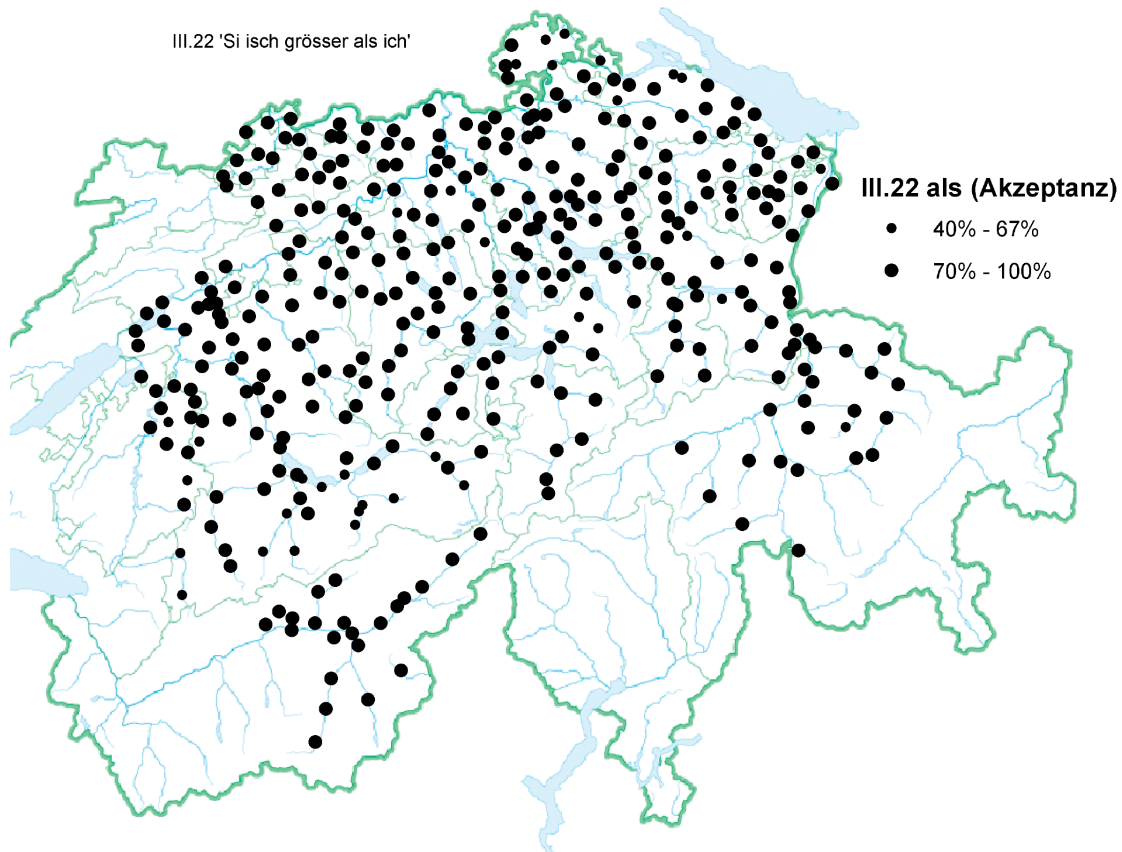 III.22 'Si isch grösser als ich'
III.22 als (Akzeptanz)
40% - 67%
70% - 100%